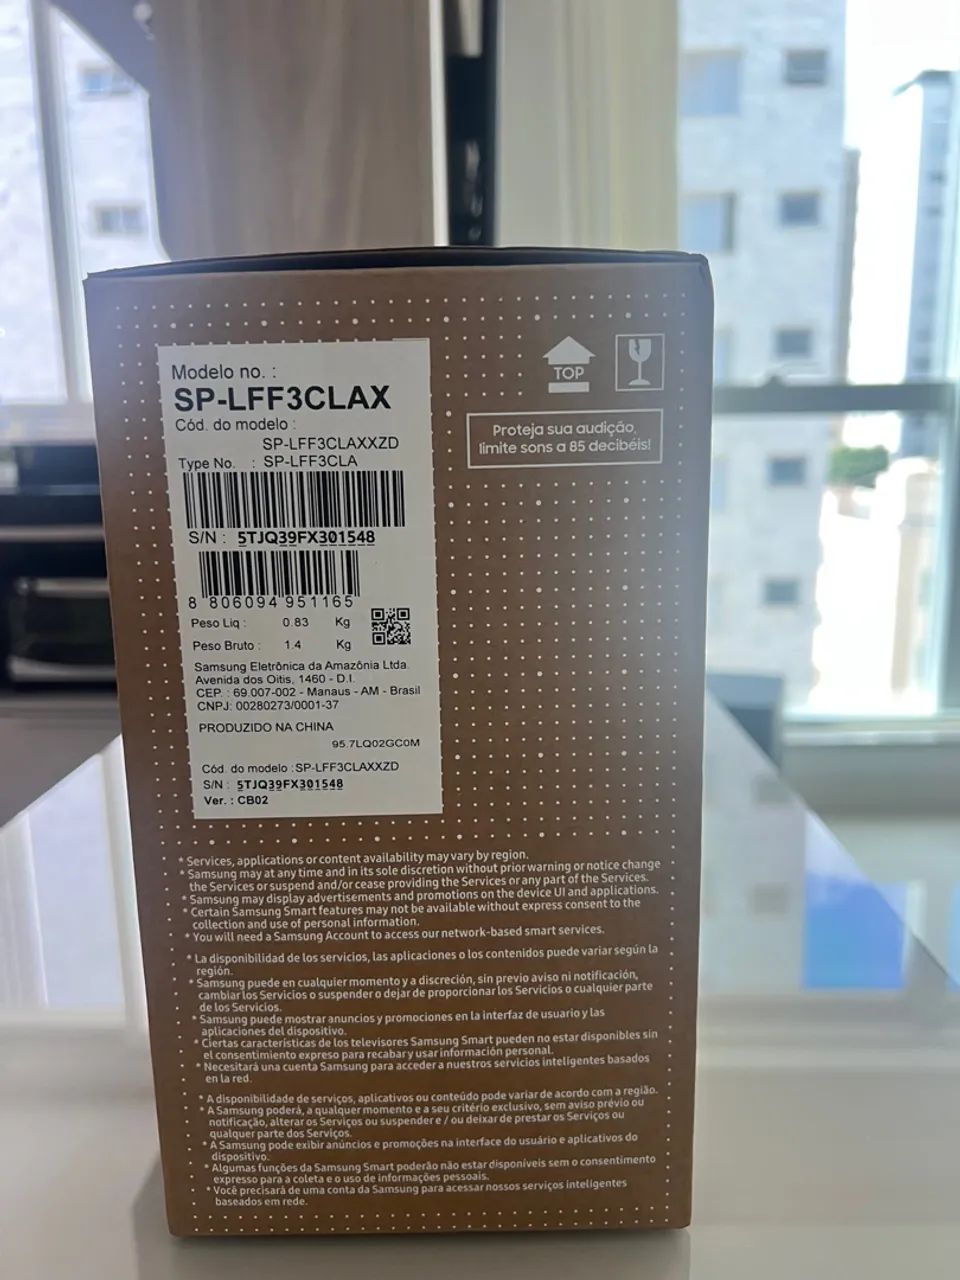 Modelo no. :
SP-LFF3CLAX
Cód. do modelo :
SP-LFF3CLAXXZD
Type No. : SP-LFF3CLA
S/N : 5TJQ39FX301548
8 806094 951165
Peso Liq : 0.83 Kg
Peso Bruto : 1.4 Kg
Samsung Eletrônica da Amazônia Ltda.
Avenida dos Oitis, 1460 - D.I.
CEP. : 69.007-002 - Manaus - AM - Brasil
CNPJ: 00280273/0001-37
PRODUZIDO NA CHINA
95.7LQ02GC0M
Cód. do modelo :SP-LFF3CLAXXZD
S/N : 5TJQ39FX301548
Ver. : CB02
TOP
Proteja sua audição,
limite sons a 85 decibéis!
* Services, applications or content availability may vary by region.
* Samsung may at any time and in its sole discretion without prior warning or notice change
the Services or suspend and/or cease providing the Services or any part of the Services.
* Samsung may display advertisements and promotions on the device UI and applications.
* Certain Samsung Smart features may not be available without express consent to the
collection and use of personal information.
* You will need a Samsung Account to access our network-based smart services.
* La disponibilidad de los servicios, las aplicaciones o los contenidos puede variar según la
región.
* Samsung puede en cualquier momento y a discreción, sin previo aviso ni notificación,
cambiar los Servicios o suspender o dejar de proporcionar los Servicios o cualquier parte
de los Servicios.
* Samsung puede mostrar anuncios y promociones en la interfaz de usuario y las
aplicaciones del dispositivo.
* Ciertas características de los televisores Samsung Smart pueden no estar disponibles sin
el consentimiento expreso para recabar y usar información personal.
* Necesitará una cuenta Samsung para acceder a nuestros servicios inteligentes basados
en la red.
* A disponibilidade de serviços, aplicativos ou conteúdo pode variar de acordo com a região.
* A Samsung poderá, a qualquer momento e a seu critério exclusivo, sem aviso prévio ou
notificação, alterar os Serviços ou suspender e / ou deixar de prestar os Serviços ou
qualquer parte dos Serviços.
* A Samsung pode exibir anúncios e promoções na interface do usuário e aplicativos do
dispositivo.
* Algumas funções da Samsung Smart poderão não estar disponíveis sem o consentimento
expresso para a coleta e o uso de informações pessoais.
* Você precisará de uma conta da Samsung para acessar nossos serviços inteligentes
baseados em rede.